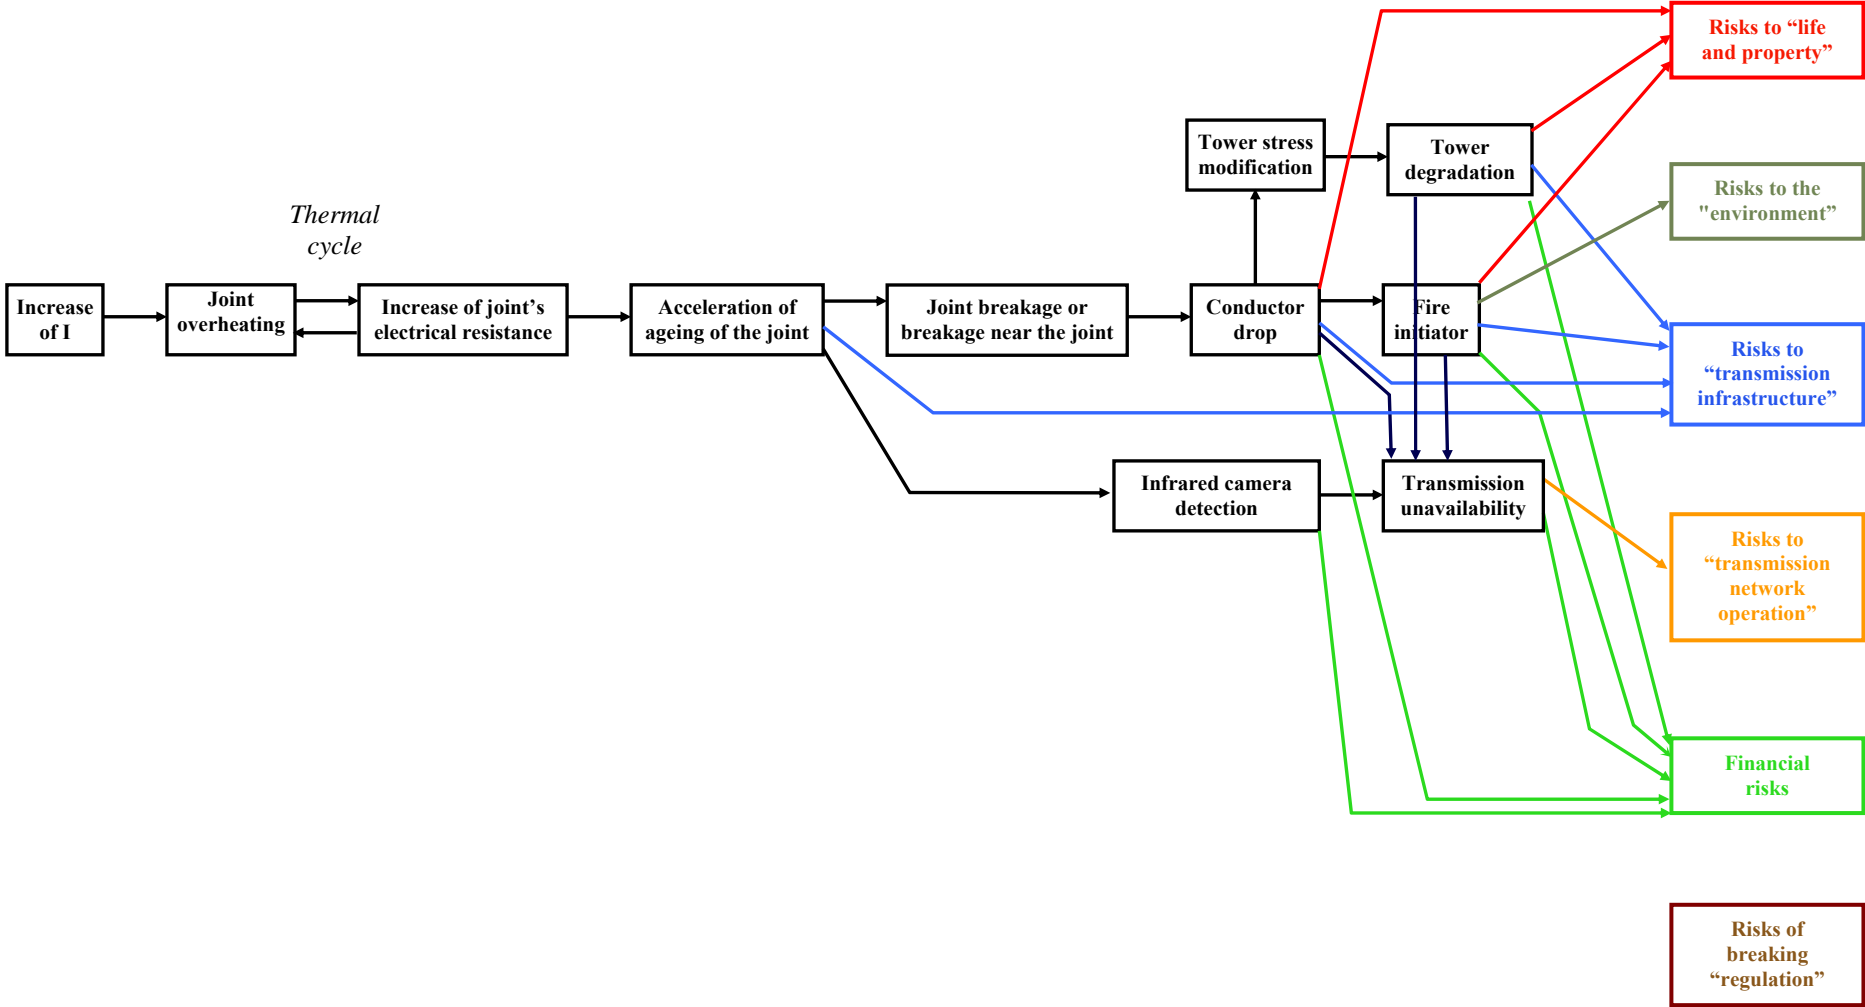 Risks to “life
and property”
Tower stress
modification
Tower
degradation
Risks to the
"environment”
Thermal
cycle
Increase
of I
Joint
overheating
Increase of joint’s
electrical resistance
Acceleration of
ageing of the joint
Joint breakage or
breakage near the joint
Conductor
drop
Fire
initiator
Risks to
“transmission
infrastructure”
Infrared camera
detection
Transmission
unavailability
Risks to
“transmission
network
operation”
Financial
risks
Risks of
breaking
“regulation”